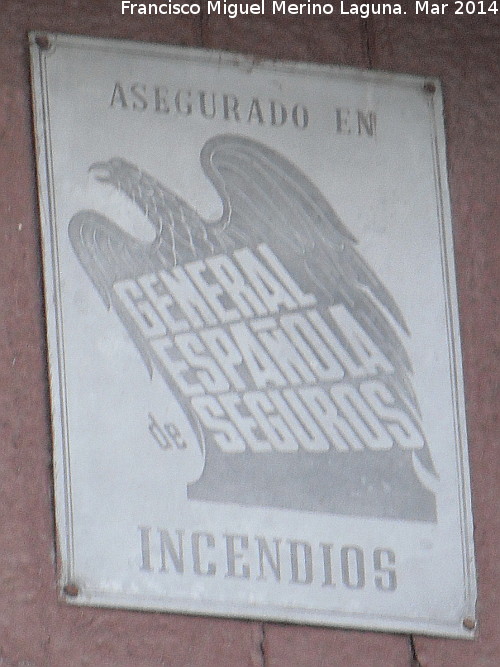 Francisco Miguel Merino Laguna. Mar 2014
ASEGURADO EN
GENERAL
ESPAÑOLA
de SEGUROS
INCENDIOS